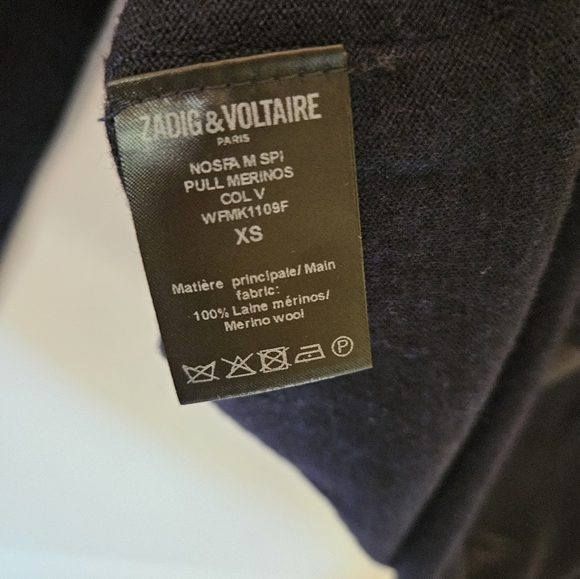 ZADIG & VOLTAIRE
PARIS
NOSFA M SPI
PULL MERINOS
COL V
WFMK1109F
XS
Matière principale/ Main
fabric:
100% Laine mérinos/
Merino wool
P